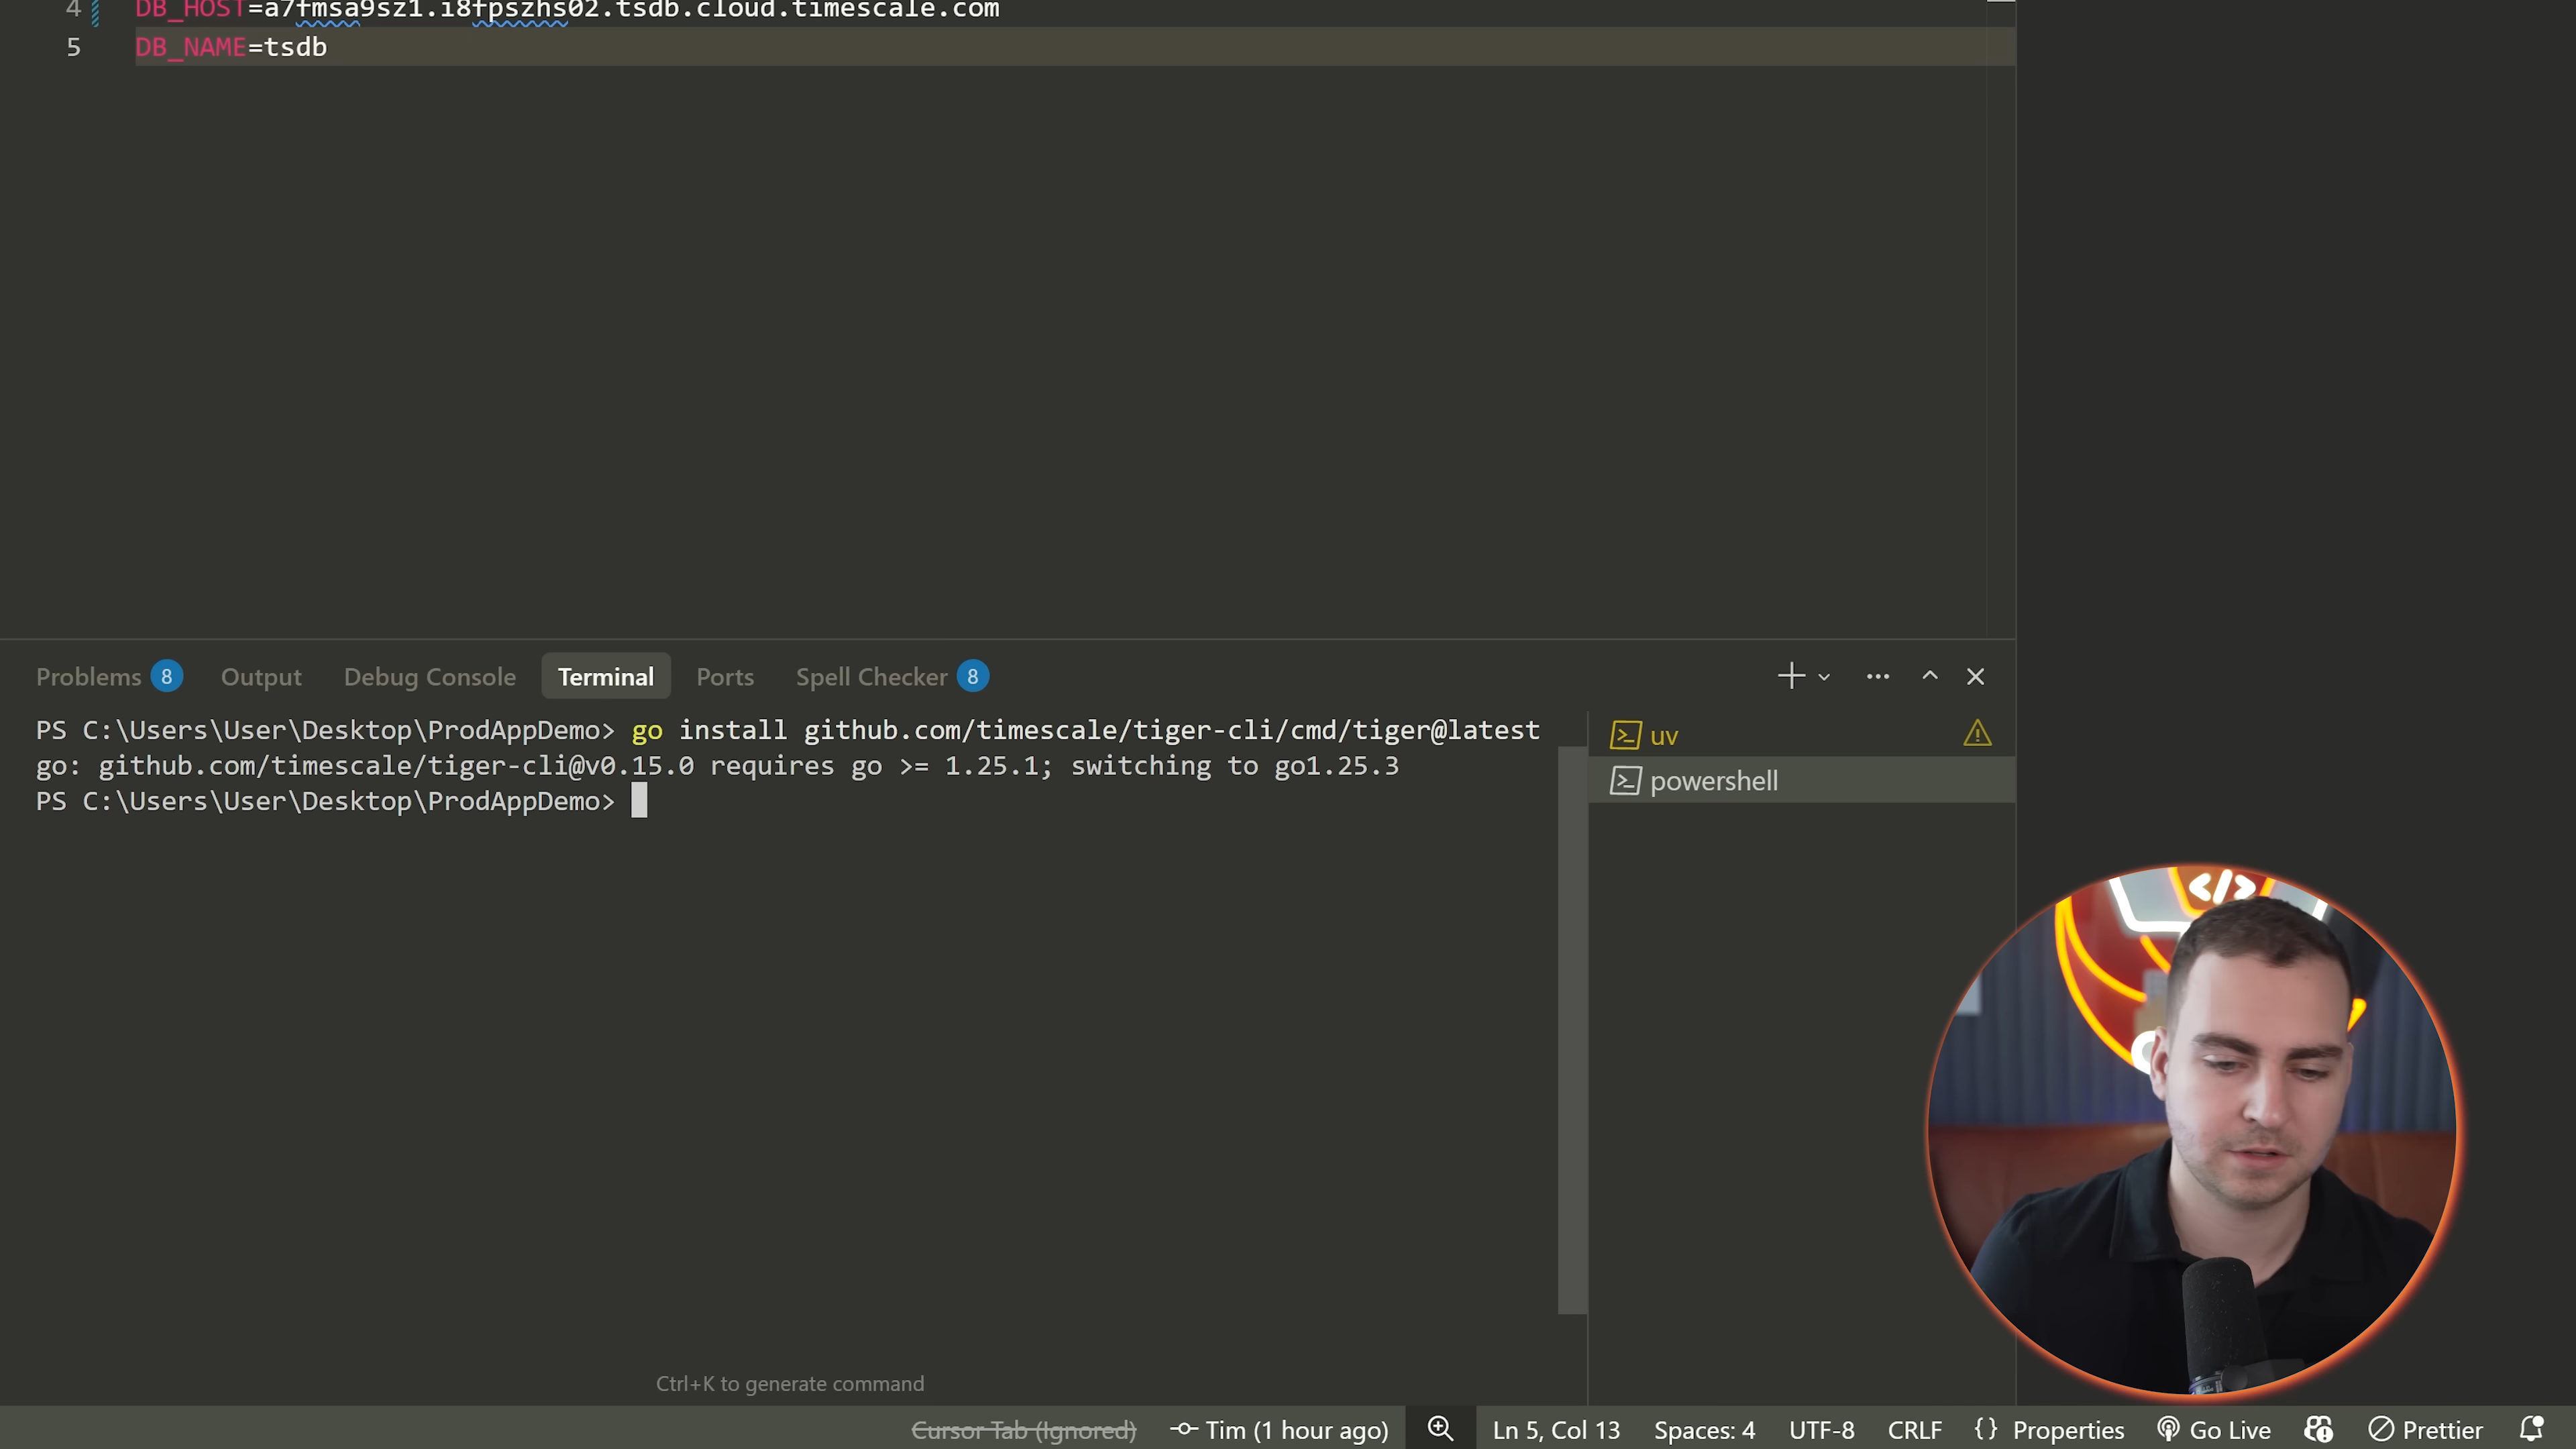 4 DB_HOST=a7fmsa9sz1.i8fpszhs02.tsdb.cloud.timescale.com
5 DB_NAME=tsdb
Problems 8 Output Debug Console Terminal Ports Spell Checker 8
PS C:\Users\User\Desktop\ProdAppDemo> go install github.com/timescale/tiger-cli/cmd/tiger@latest
go: github.com/timescale/tiger-cli@v0.15.0 requires go >= 1.25.1; switching to go1.25.3
PS C:\Users\User\Desktop\ProdAppDemo>
uv
powershell
</>
Ctrl+K to generate command
Cursor Tab (Ignored) Tim (1 hour ago) Ln 5, Col 13 Spaces: 4 UTF-8 CRLF {} Properties Go Live Prettier